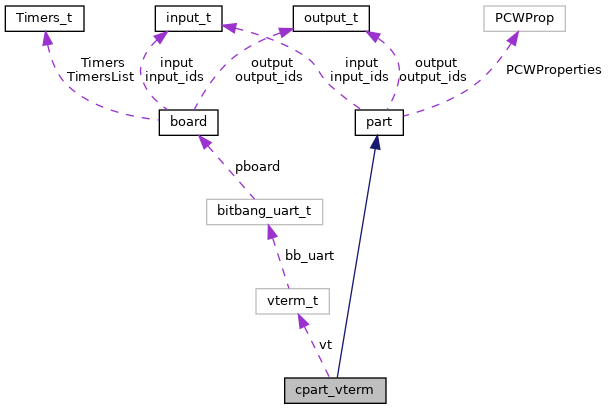 Timers_t
input_t
output_t
PCWProp
Timers
TimersList
input
input_ids
output
output_ids
input
input_ids
output
output_ids
PCWProperties
board
part
pboard
bitbang_uart_t
bb_uart
vterm_t
vt
cpart_vterm